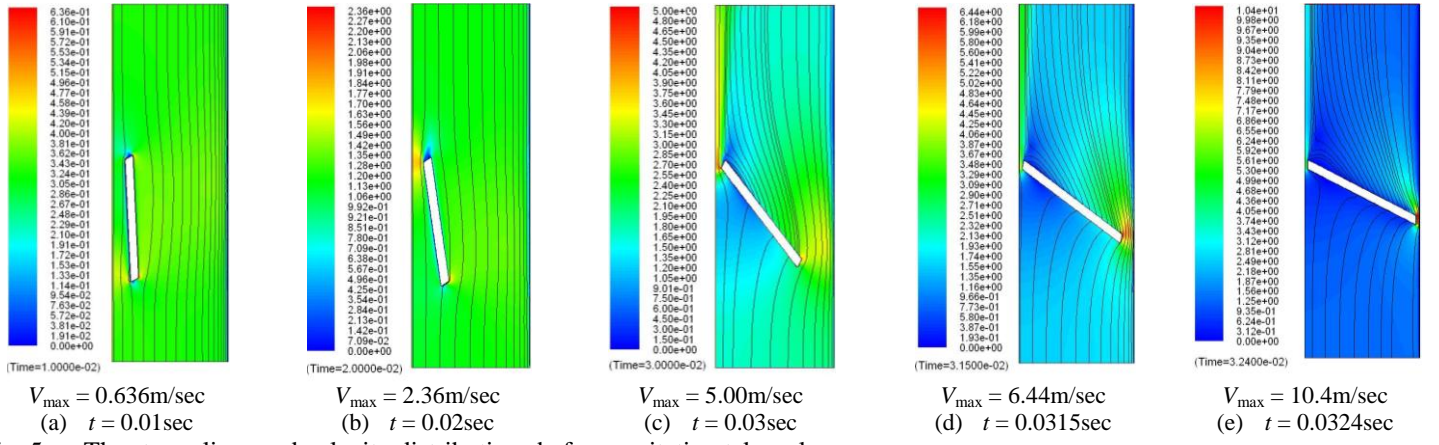 6.36e-01
6.10e-01
5.91e-01
5.72e-01
5.53e-01
5.34e-01
5.15e-01
4.96e-01
4.77e-01
4.58e-01
4.39e-01
4.20e-01
4.00e-01
3.81e-01
3.62e-01
3.43e-01
3.24e-01
3.05e-01
2.86e-01
2.67e-01
2.48e-01
2.29e-01
2.10e-01
1.91e-01
1.72e-01
1.53e-01
1.33e-01
1.14e-01
9.54e-02
7.63e-02
5.72e-02
3.81e-02
1.91e-02
0.00e+00
(Time=1.0000e-02)
Vmax = 0.636m/sec
(a) t = 0.01sec
2.36e+00
2.27e+00
2.20e+00
2.13e+00
2.06e+00
1.98e+00
1.91e+00
1.84e+00
1.77e+00
1.70e+00
1.63e+00
1.56e+00
1.49e+00
1.42e+00
1.35e+00
1.28e+00
1.20e+00
1.13e+00
1.06e+00
9.92e-01
9.21e-01
8.51e-01
7.80e-01
7.09e-01
6.38e-01
5.67e-01
4.96e-01
4.25e-01
3.54e-01
2.84e-01
2.13e-01
1.42e-01
7.09e-02
0.00e+00
(Time=2.0000e-02)
Vmax = 2.36m/sec
(b) t = 0.02sec
5.00e+00
4.80e+00
4.65e+00
4.50e+00
4.35e+00
4.20e+00
4.05e+00
3.90e+00
3.75e+00
3.60e+00
3.45e+00
3.30e+00
3.15e+00
3.00e+00
2.85e+00
2.70e+00
2.55e+00
2.40e+00
2.25e+00
2.10e+00
1.95e+00
1.80e+00
1.65e+00
1.50e+00
1.35e+00
1.20e+00
1.05e+00
9.01e-01
7.50e-01
6.00e-01
4.50e-01
3.00e-01
1.50e-01
0.00e+00
(Time=3.0000e-02)
Vmax = 5.00m/sec
(c) t = 0.03sec
6.44e+00
6.18e+00
5.99e+00
5.80e+00
5.60e+00
5.41e+00
5.22e+00
5.02e+00
4.83e+00
4.64e+00
4.45e+00
4.25e+00
4.06e+00
3.87e+00
3.67e+00
3.48e+00
3.29e+00
3.09e+00
2.90e+00
2.71e+00
2.51e+00
2.32e+00
2.13e+00
1.93e+00
1.74e+00
1.55e+00
1.35e+00
1.16e+00
9.66e-01
7.73e-01
5.80e-01
3.87e-01
1.93e-01
0.00e+00
(Time=3.1500e-02)
Vmax = 6.44m/sec
(d) t = 0.0315sec
1.04e+01
9.98e+00
9.67e+00
9.35e+00
9.04e+00
8.73e+00
8.42e+00
8.11e+00
7.79e+00
7.48e+00
7.17e+00
6.86e+00
6.55e+00
6.24e+00
5.92e+00
5.61e+00
5.30e+00
4.99e+00
4.68e+00
4.36e+00
4.05e+00
3.74e+00
3.43e+00
3.12e+00
2.81e+00
2.49e+00
2.18e+00
1.87e+00
1.56e+00
1.25e+00
9.35e-01
6.24e-01
3.12e-01
0.00e+00
(Time=3.2400e-02)
Vmax = 10.4m/sec
(e) t = 0.0324sec